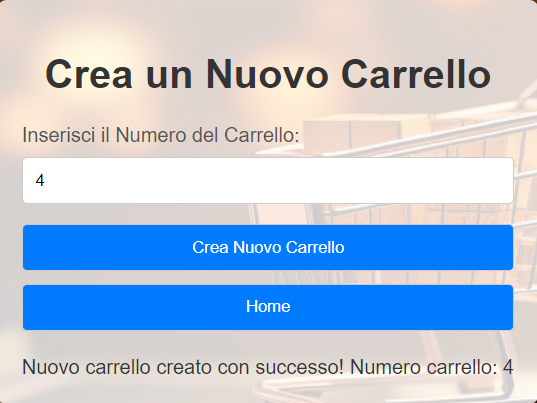 Crea un Nuovo Carrello
Inserisci il Numero del Carrello:
4
Crea Nuovo Carrello
Home
Nuovo carrello creato con successo! Numero carrello: 4